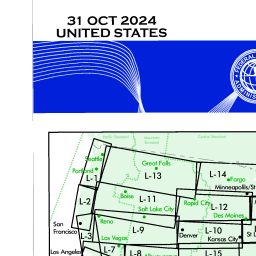 31 OCT 2024
UNITED STATES
Seattle
Great Falls
Portland
L-1
L-13
L-14
Fargo
Minneapolis/St
Boise
L-2
L-11
Rapid City
L-12
Salt Lake City
Des Moines
Reno
San Francisco
L-3
L-9
Denver
L-10
Kansas City
Las Vegas
Los Angeles
L-7
L-8
L-15